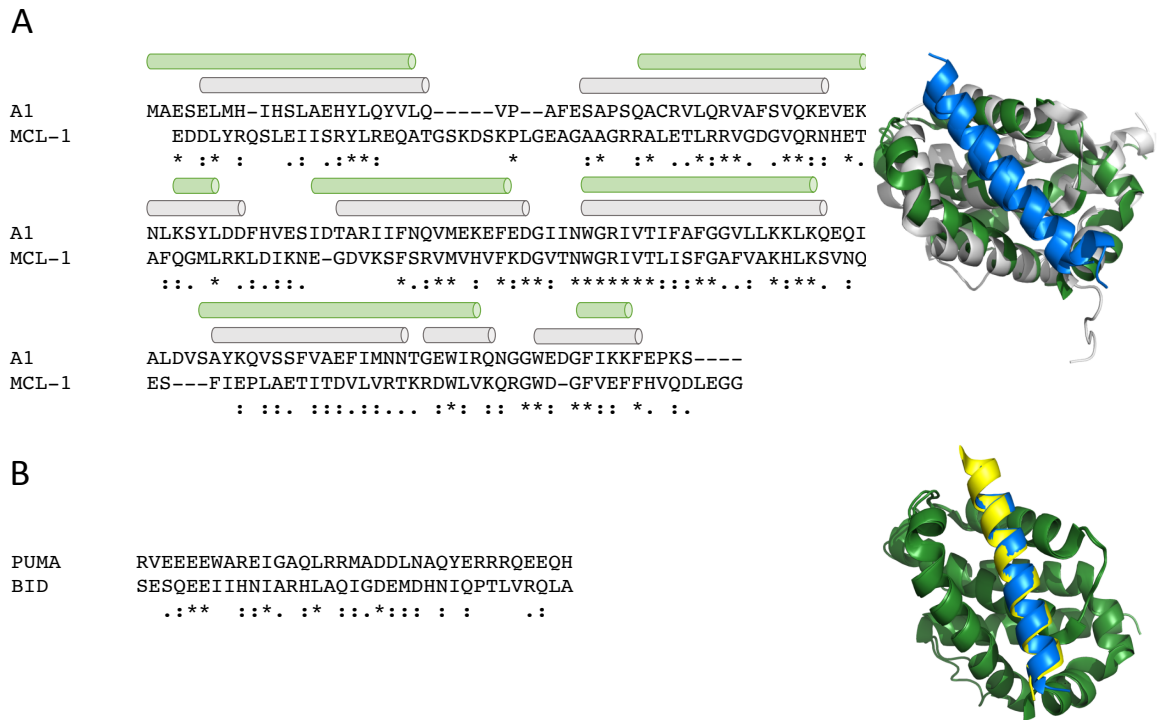 A
A1 MAESELMH-IHSLAEHYLQYVLQ-----VP--AFESAPSQACRVLQRVAFSVQKEVEK
MCL-1 EDDLYRQSLEIISRYLREQATGSKDSKPLGEAGAAGRRALETLRRVGDGVQRNHET
* :* .: :**: * :* *: ..:**. .**: *.
A1 NLKSYLDDFHVESIDTARIIFNQVMEKEFEDGIINWGRIVTIFAFGGVLLKKLKQEQI
MCL-1 AFQGMLRKLDIKNE-GDVKSFSRVMVHVFKDGVTNWGRIVTLISFGAFVAKHLKSVNQ
::. * .:.:: *.:** *:**: *******:::**.. *:**. :
A1 ALDVSAYKQVSSFVAEFIMNNTGEWIRQNGGWEDGFIKKFEPKS----
MCL-1 ES---FIEPLAETITDVLVRTKRDWLVKQRGWD-GFVEFFHVQDLEGG
: ::. :::.::... :*: :: **: **:: *. :.
B
PUMA RVEEEEWAREIGAQLRRMADDLNAQYERRRQEEQH
BID SESQEEIIHNIARHLAQIGDEMDHNIQPTLVRQLA
.:** ::*. :* ::.*::: : : .: